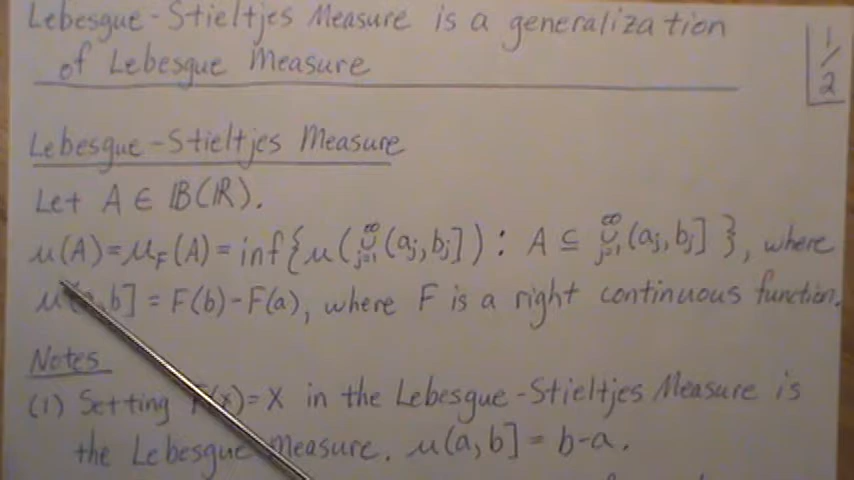 Lebesgue-Stieltjes Measure is a generalization
of Lebesgue Measure
1/2
Lebesgue-Stieltjes Measure
Let A ∈ IB(IR).
μ(A) = μ_F(A) = inf{ μ( ∪_{j=1}^∞ (a_j, b_j] ) : A ⊆ ∪_{j=1}^∞ (a_j, b_j] }, where
μ(a, b] = F(b) - F(a), where F is a right continuous function.
Notes
(1) Setting F(x) = X in the Lebesgue-Stieltjes Measure is
the Lebesgue Measure. μ(a, b] = b-a.